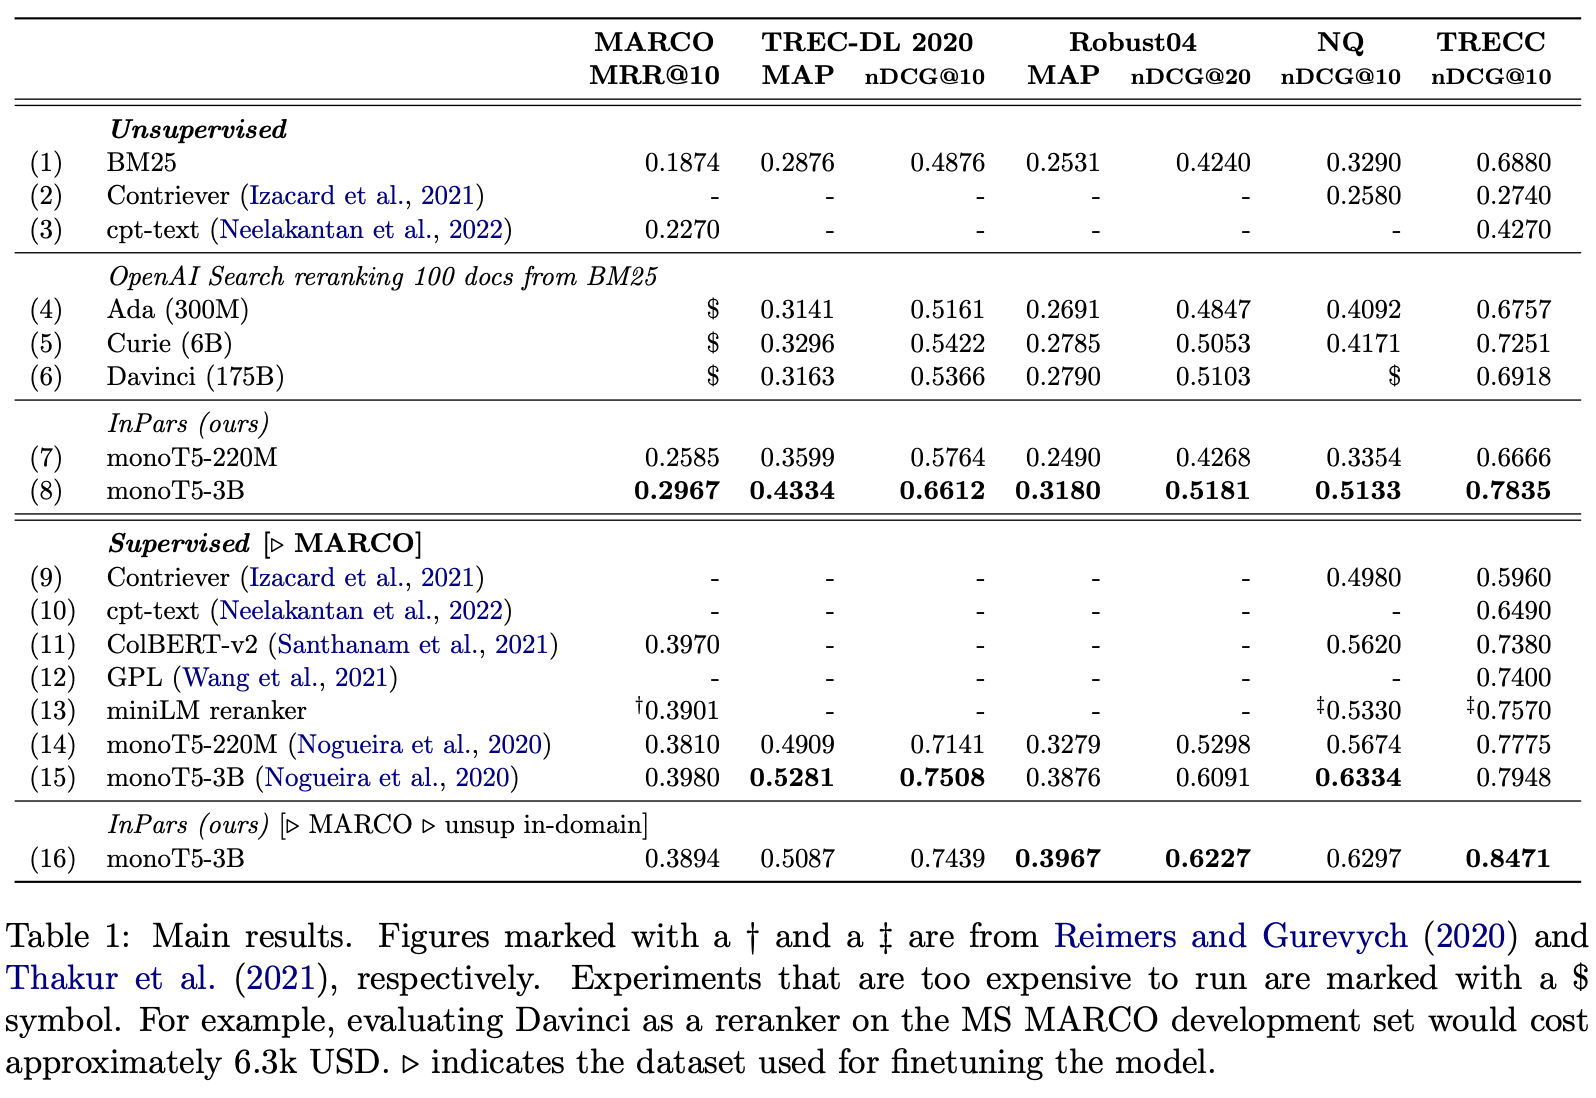 MARCO TREC-DL 2020 Robust04 NQ TRECC
MRR@10 MAP nDCG@10 MAP nDCG@20 nDCG@10 nDCG@10
Unsupervised
(1) BM25 0.1874 0.2876 0.4876 0.2531 0.4240 0.3290 0.6880
(2) Contriever (Izacard et al., 2021) - - - - - 0.2580 0.2740
(3) cpt-text (Neelakantan et al., 2022) 0.2270 - - - - - 0.4270
OpenAI Search reranking 100 docs from BM25
(4) Ada (300M) $ 0.3141 0.5161 0.2691 0.4847 0.4092 0.6757
(5) Curie (6B) $ 0.3296 0.5422 0.2785 0.5053 0.4171 0.7251
(6) Davinci (175B) $ 0.3163 0.5366 0.2790 0.5103 $ 0.6918
InPars (ours)
(7) monoT5-220M 0.2585 0.3599 0.5764 0.2490 0.4268 0.3354 0.6666
(8) monoT5-3B 0.2967 0.4334 0.6612 0.3180 0.5181 0.5133 0.7835
Supervised [▷ MARCO]
(9) Contriever (Izacard et al., 2021) - - - - - 0.4980 0.5960
(10) cpt-text (Neelakantan et al., 2022) - - - - - - 0.6490
(11) ColBERT-v2 (Santhanam et al., 2021) 0.3970 - - - - 0.5620 0.7380
(12) GPL (Wang et al., 2021) - - - - - - 0.7400
(13) miniLM reranker †0.3901 - - - - ‡0.5330 ‡0.7570
(14) monoT5-220M (Nogueira et al., 2020) 0.3810 0.4909 0.7141 0.3279 0.5298 0.5674 0.7775
(15) monoT5-3B (Nogueira et al., 2020) 0.3980 0.5281 0.7508 0.3876 0.6091 0.6334 0.7948
InPars (ours) [▷ MARCO ▷ unsup in-domain]
(16) monoT5-3B 0.3894 0.5087 0.7439 0.3967 0.6227 0.6297 0.8471
Table 1: Main results. Figures marked with a † and a ‡ are from Reimers and Gurevych (2020) and
Thakur et al. (2021), respectively. Experiments that are too expensive to run are marked with a $
symbol. For example, evaluating Davinci as a reranker on the MS MARCO development set would cost
approximately 6.3k USD. ▷ indicates the dataset used for finetuning the model.